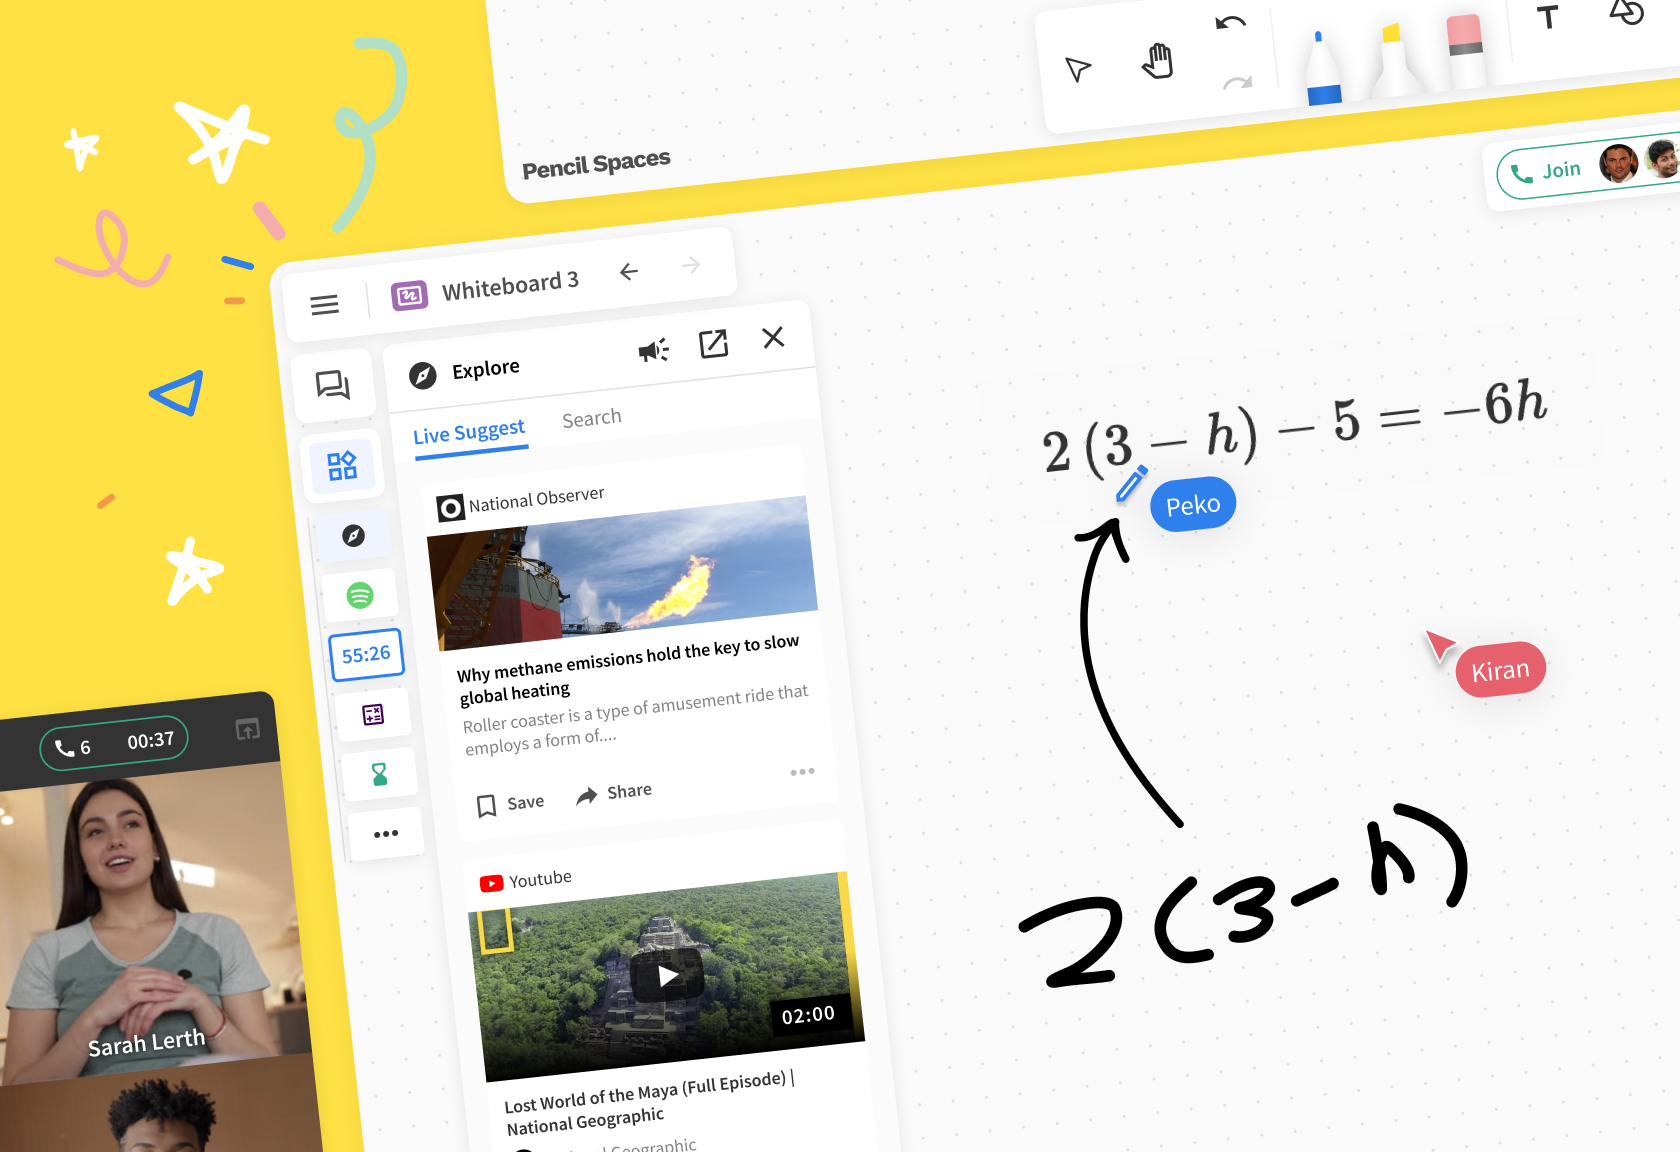 T
Pencil Spaces
Join
Whiteboard 3
Explore
Live Suggest
Search
National Observer
Why methane emissions hold the key to slow
global heating
Roller coaster is a type of amusement ride that
employs a form of....
Save
Share
Youtube
02:00
Lost World of the Maya (Full Episode) |
National Geographic
Geographic
55:26
6
00:37
Sarah Lerth
2 (3 − h) − 5 = −6h
Peko
Kiran
2(3-h)